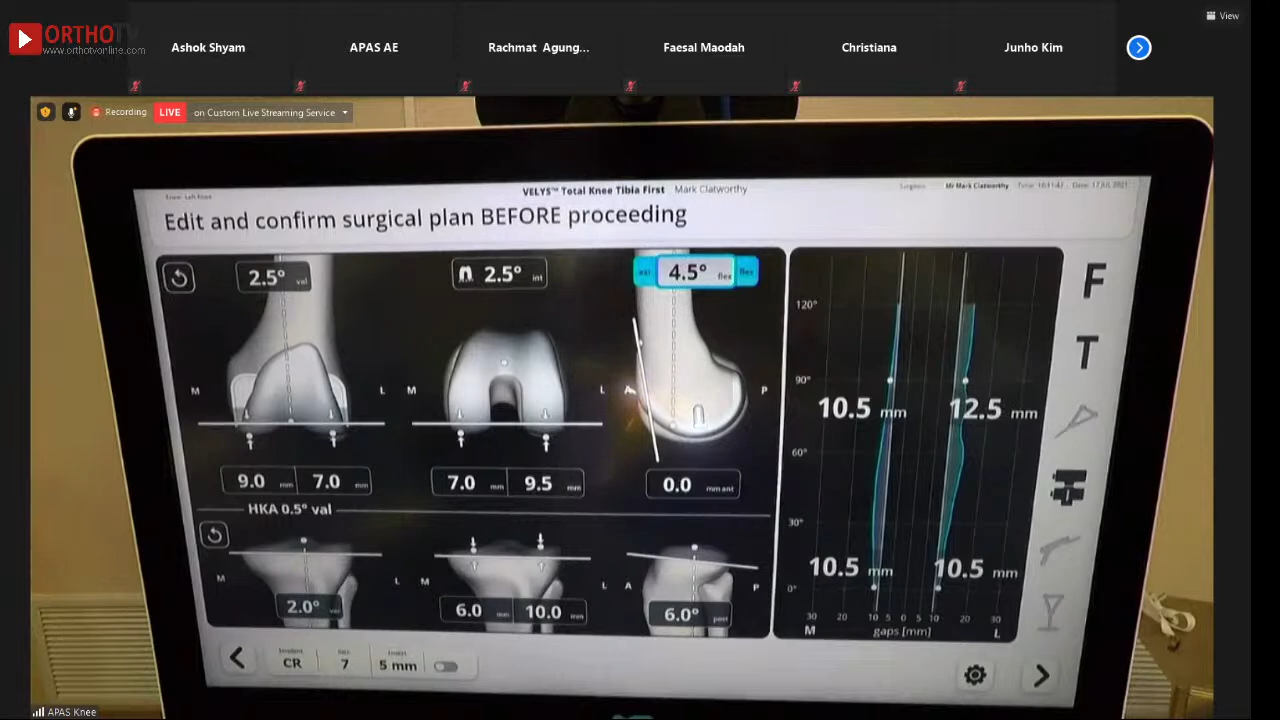 View
ORTHOTV
www.orthotvonline.com
Ashok Shyam
APAS AE
Rachmat Agung...
Faesal Maodah
Christiana
Junho Kim
Recording
LIVE
on Custom Live Streaming Service
VELYS™ Total Knee Tibia First Mark Clatworthy
Mr Mark Clatworthy
Edit and confirm surgical plan BEFORE proceeding
2.5° val
2.5° int
4.5° flex
flex
M L
M L
A P
9.0 mm 7.0 mm
7.0 mm 9.5 mm
0.0 mm ant
HKA 0.5° val
M L
M L
A P
2.0°
6.0 mm 10.0 mm
6.0° post
120°
90°
60°
30°
0°
10.5 mm 12.5 mm
10.5 mm 10.5 mm
30 20 10 5 0 5 10 20 30
M gaps [mm] L
F
T
CR
7
5 mm
APAS Knee